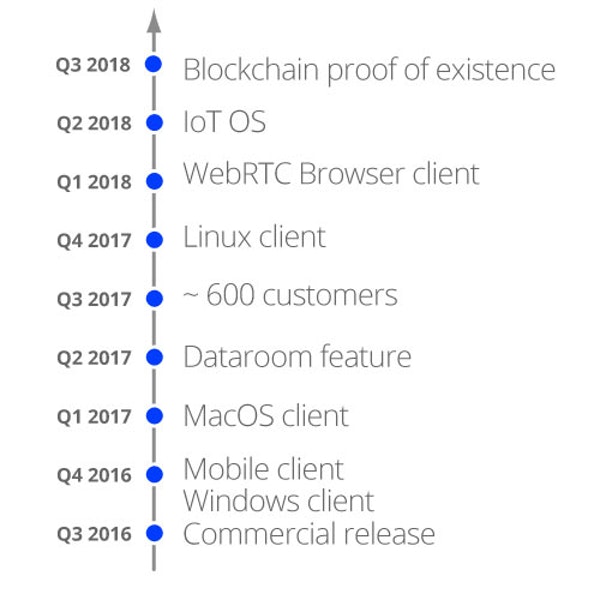 Q3 2018 Blockchain proof of existence
Q2 2018 IoT OS
Q1 2018 WebRTC Browser client
Q4 2017 Linux client
Q3 2017 ~ 600 customers
Q2 2017 Dataroom feature
Q1 2017 MacOS client
Q4 2016 Mobile client
Windows client
Q3 2016 Commercial release